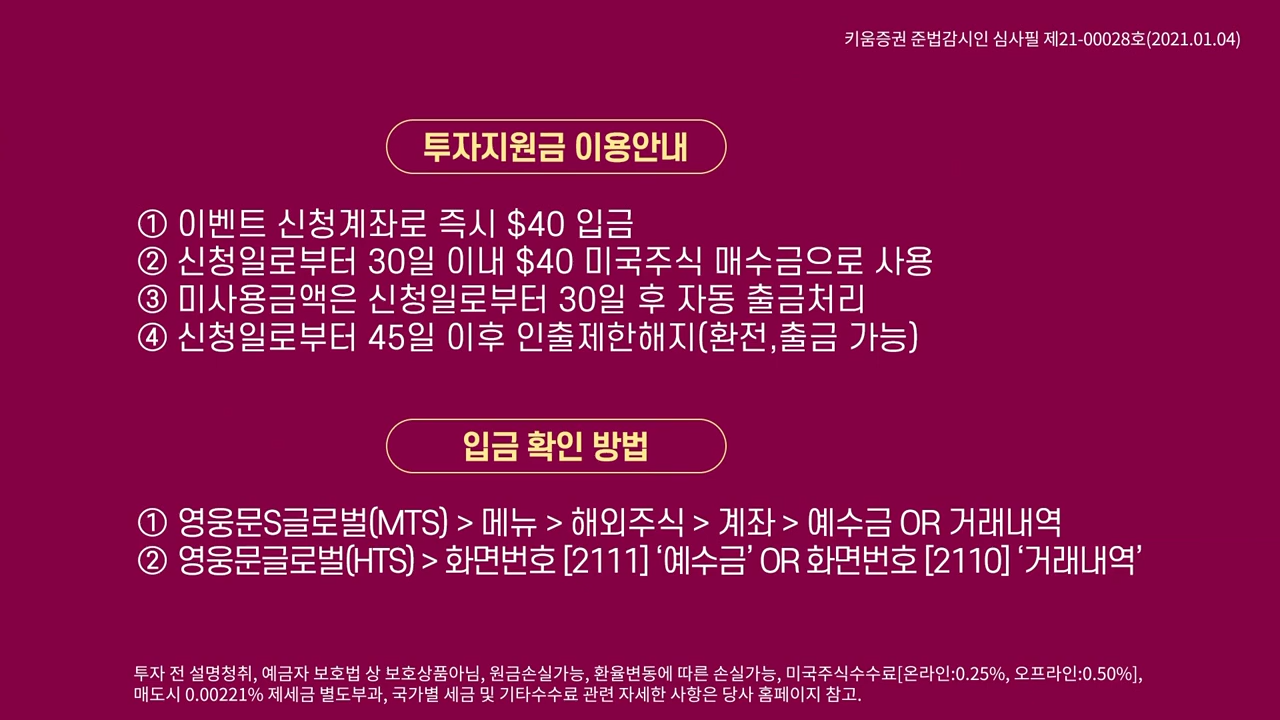 키움증권 준법감시인 심사필 제21-00028호(2021.01.04)
투자지원금 이용안내
① 이벤트 신청계좌로 즉시 $40 입금
② 신청일로부터 30일 이내 $40 미국주식 매수금으로 사용
③ 미사용금액은 신청일로부터 30일 후 자동 출금처리
④ 신청일로부터 45일 이후 인출제한해지(환전,출금 가능)
입금 확인 방법
① 영웅문S글로벌(MTS) > 메뉴 > 해외주식 > 계좌 > 예수금 OR 거래내역
② 영웅문글로벌(HTS) > 화면번호 [2111] ‘예수금’ OR 화면번호 [2110] ‘거래내역’
투자 전 설명청취, 예금자 보호법 상 보호상품아님, 원금손실가능, 환율변동에 따른 손실가능, 미국주식수수료[온라인:0.25%, 오프라인:0.50%],
매도시 0.00221% 제세금 별도부과, 국가별 세금 및 기타수수료 관련 자세한 사항은 당사 홈페이지 참고.